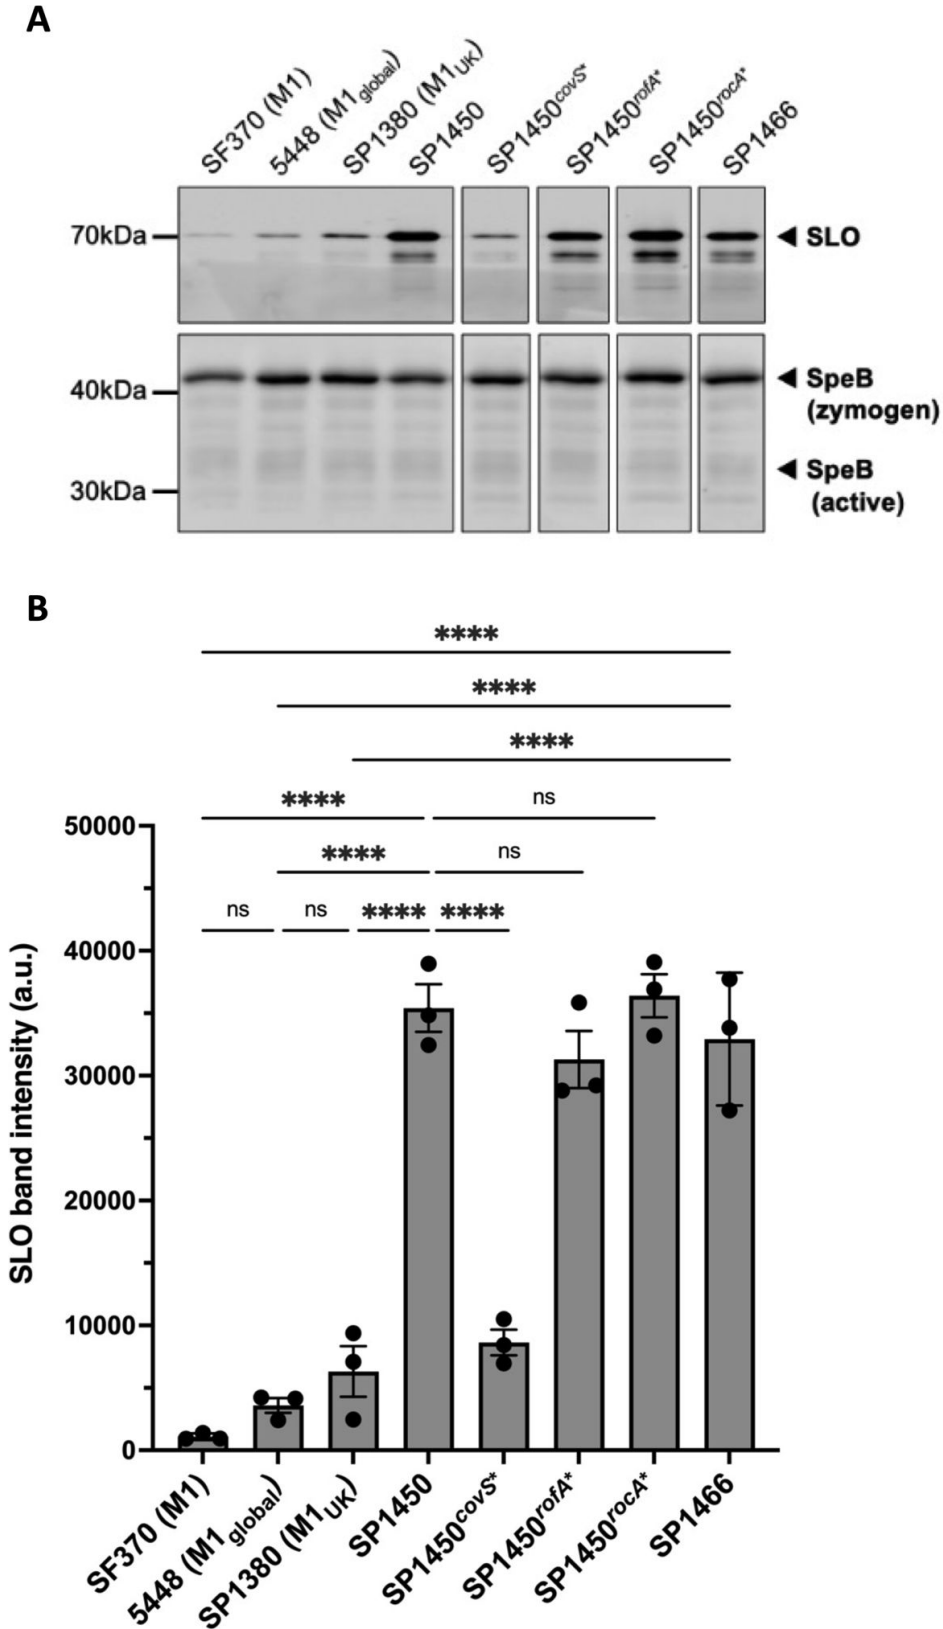 A
SF370 (M1)
5448 (M1global)
SP1380 (M1UK)
SP1450
SP1450covS*
SP1450rofA*
SP1450rocA*
SP1466
70kDa
SLO
40kDa
SpeB
(zymogen)
SpeB
30kDa
(active)
B
****
****
****
**** ns
**** ns
ns ns **** ****
50000
40000
30000
20000
10000
0
SLO band intensity (a.u.)
SF370 (M1)
5448 (M1global)
SP1380 (M1UK)
SP1450
SP1450covS*
SP1450rofA*
SP1450rocA*
SP1466